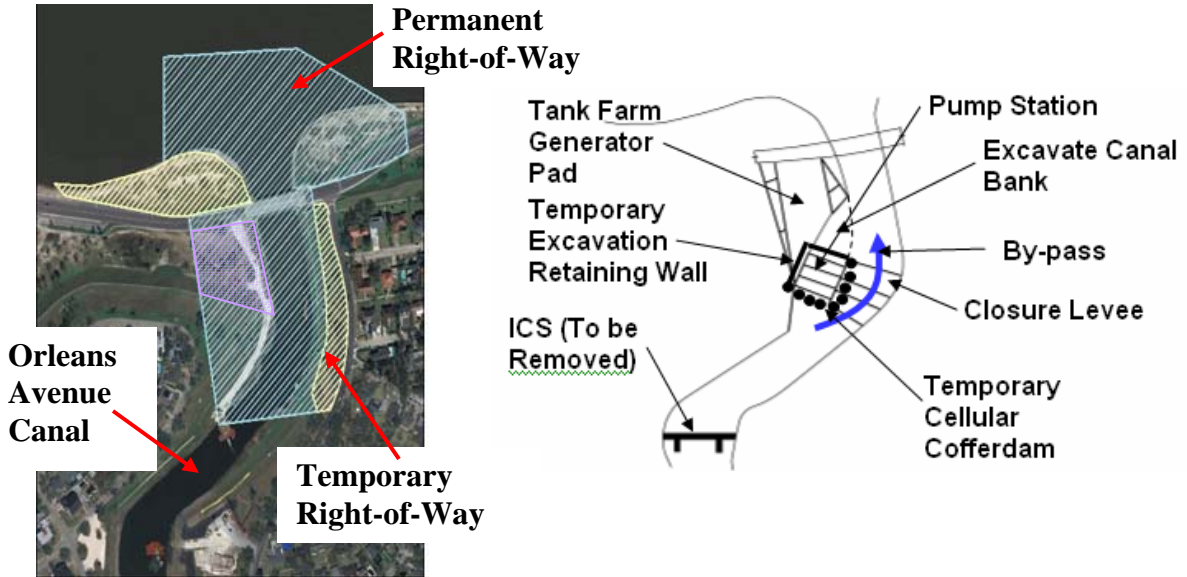 Permanent
Right-of-Way
Orleans
Avenue
Canal
Temporary
Right-of-Way
Tank Farm
Generator
Pad
Temporary
Excavation
Retaining Wall
ICS (To be
Removed)
Pump Station
Excavate Canal
Bank
By-pass
Closure Levee
Temporary
Cellular
Cofferdam